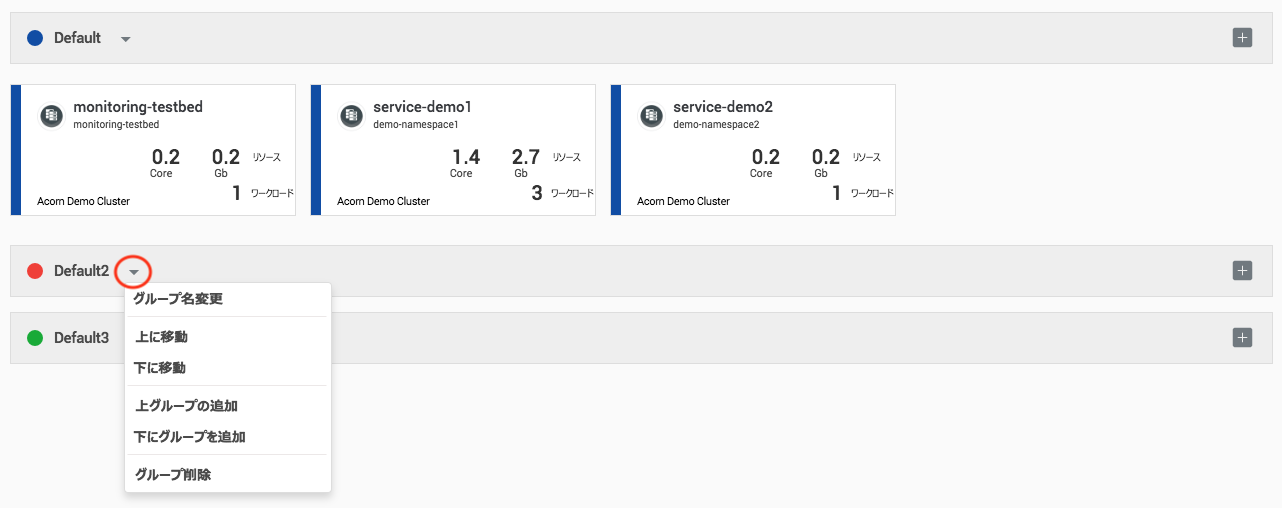 Default
monitoring-testbed
monitoring-testbed
0.2 0.2 リソース
Core Gb
1 ワークロード
Acorn Demo Cluster
service-demo1
demo-namespace1
1.4 2.7 リソース
Core Gb
3 ワークロード
Acorn Demo Cluster
service-demo2
demo-namespace2
0.2 0.2 リソース
Core Gb
1 ワークロード
Acorn Demo Cluster
Default2
グループ名変更
上に移動
下に移動
上グループの追加
下にグループを追加
グループ削除
Default3